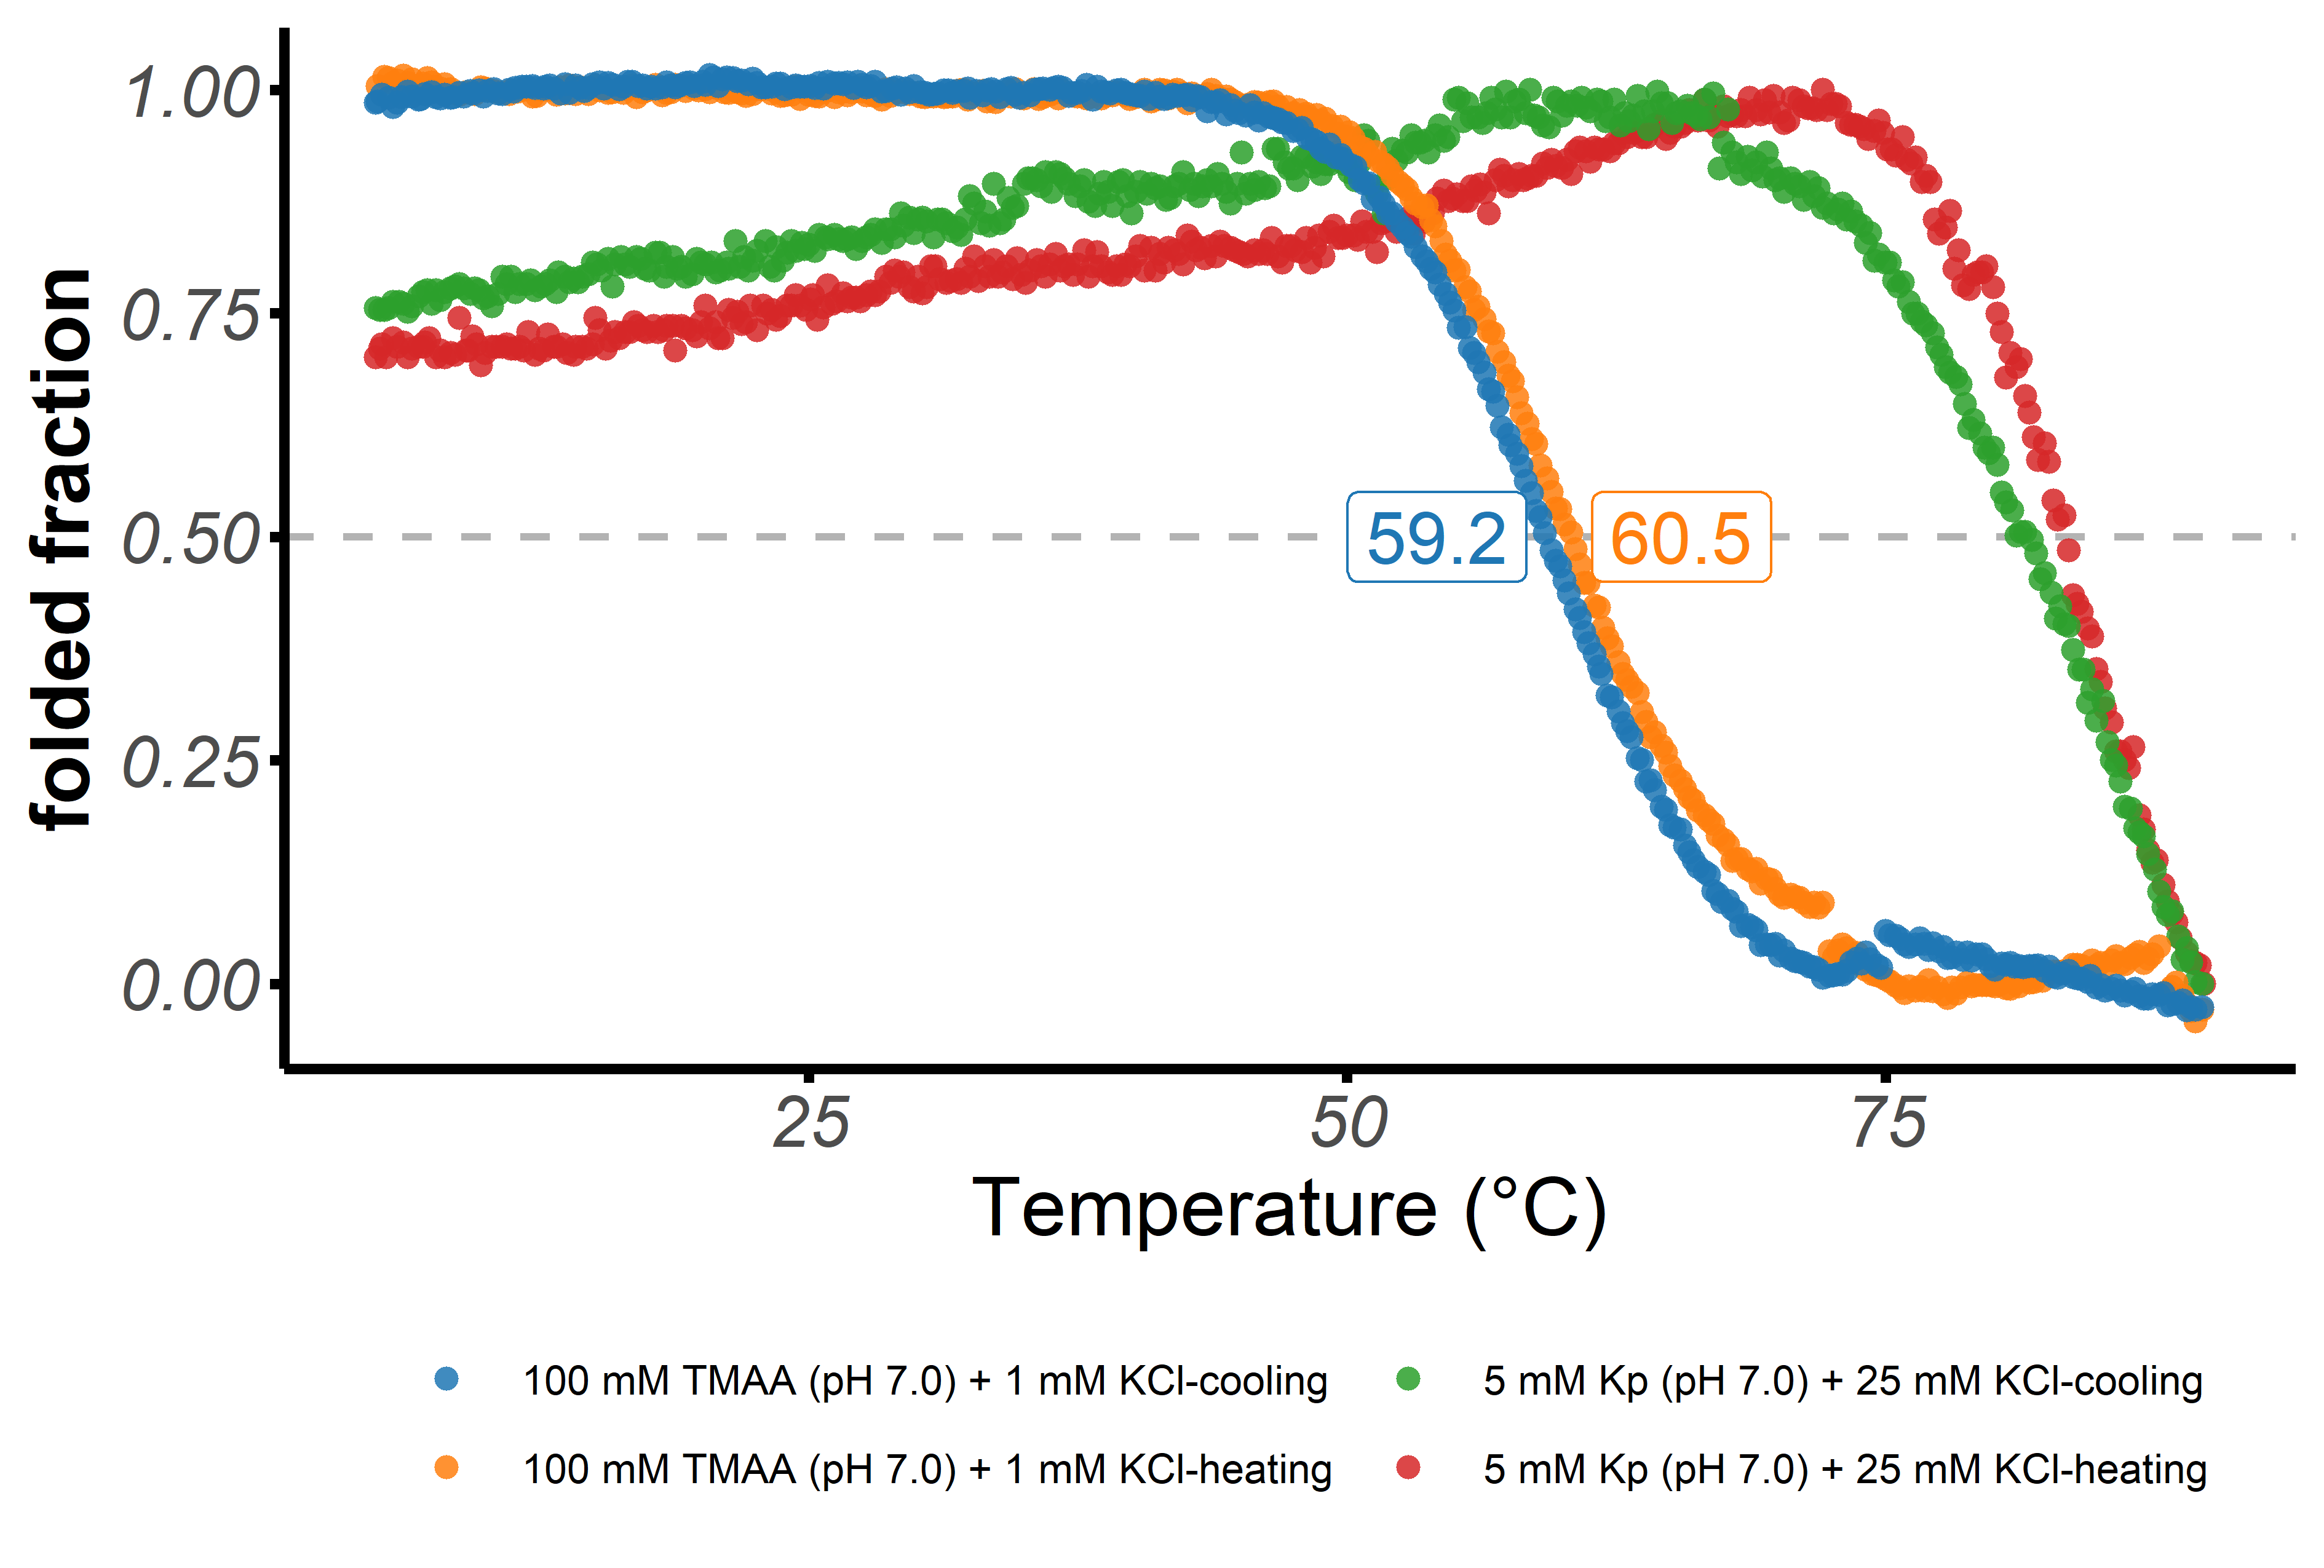 1.00
0.75
0.50
0.25
0.00
folded fraction
59.2
60.5
25
50
75
Temperature (°C)
100 mM TMAA (pH 7.0) + 1 mM KCl-cooling
5 mM Kp (pH 7.0) + 25 mM KCl-cooling
100 mM TMAA (pH 7.0) + 1 mM KCl-heating
5 mM Kp (pH 7.0) + 25 mM KCl-heating